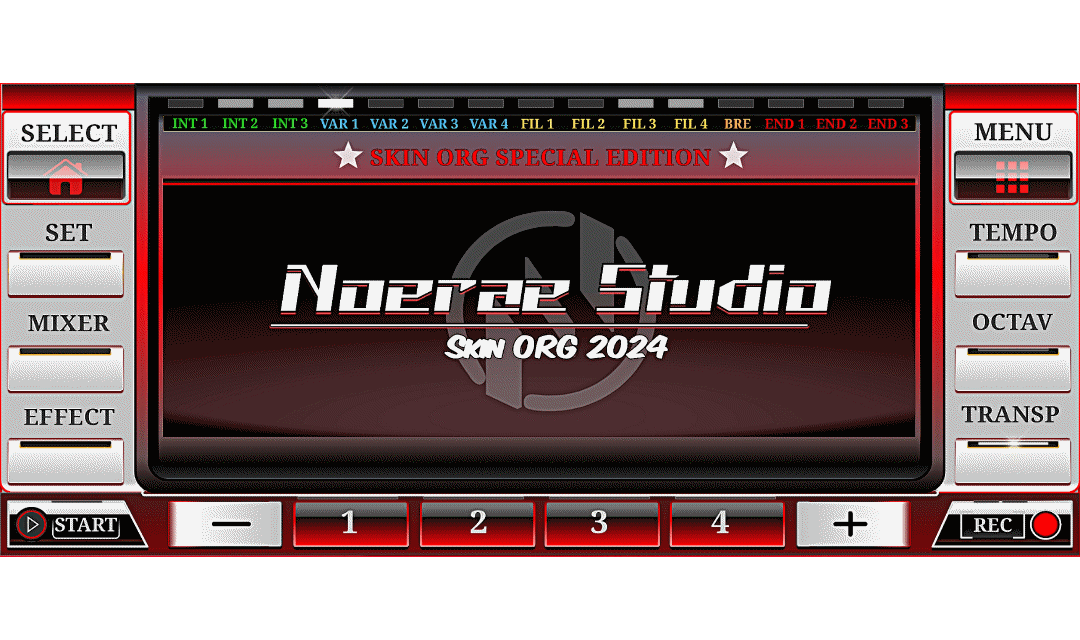 INT 1 INT 2 INT 3 VAR 1 VAR 2 VAR 3 VAR 4 FIL 1 FIL 2 FIL 3 FIL 4 BRE END 1 END 2 END 3
SKIN ORG SPECIAL EDITION
SELECT
SET
MIXER
EFFECT
Noerae Studio
Skin ORG 2024
MENU
TEMPO
OCTAV
TRANSP
START
— 1 2 3 4 +
REC